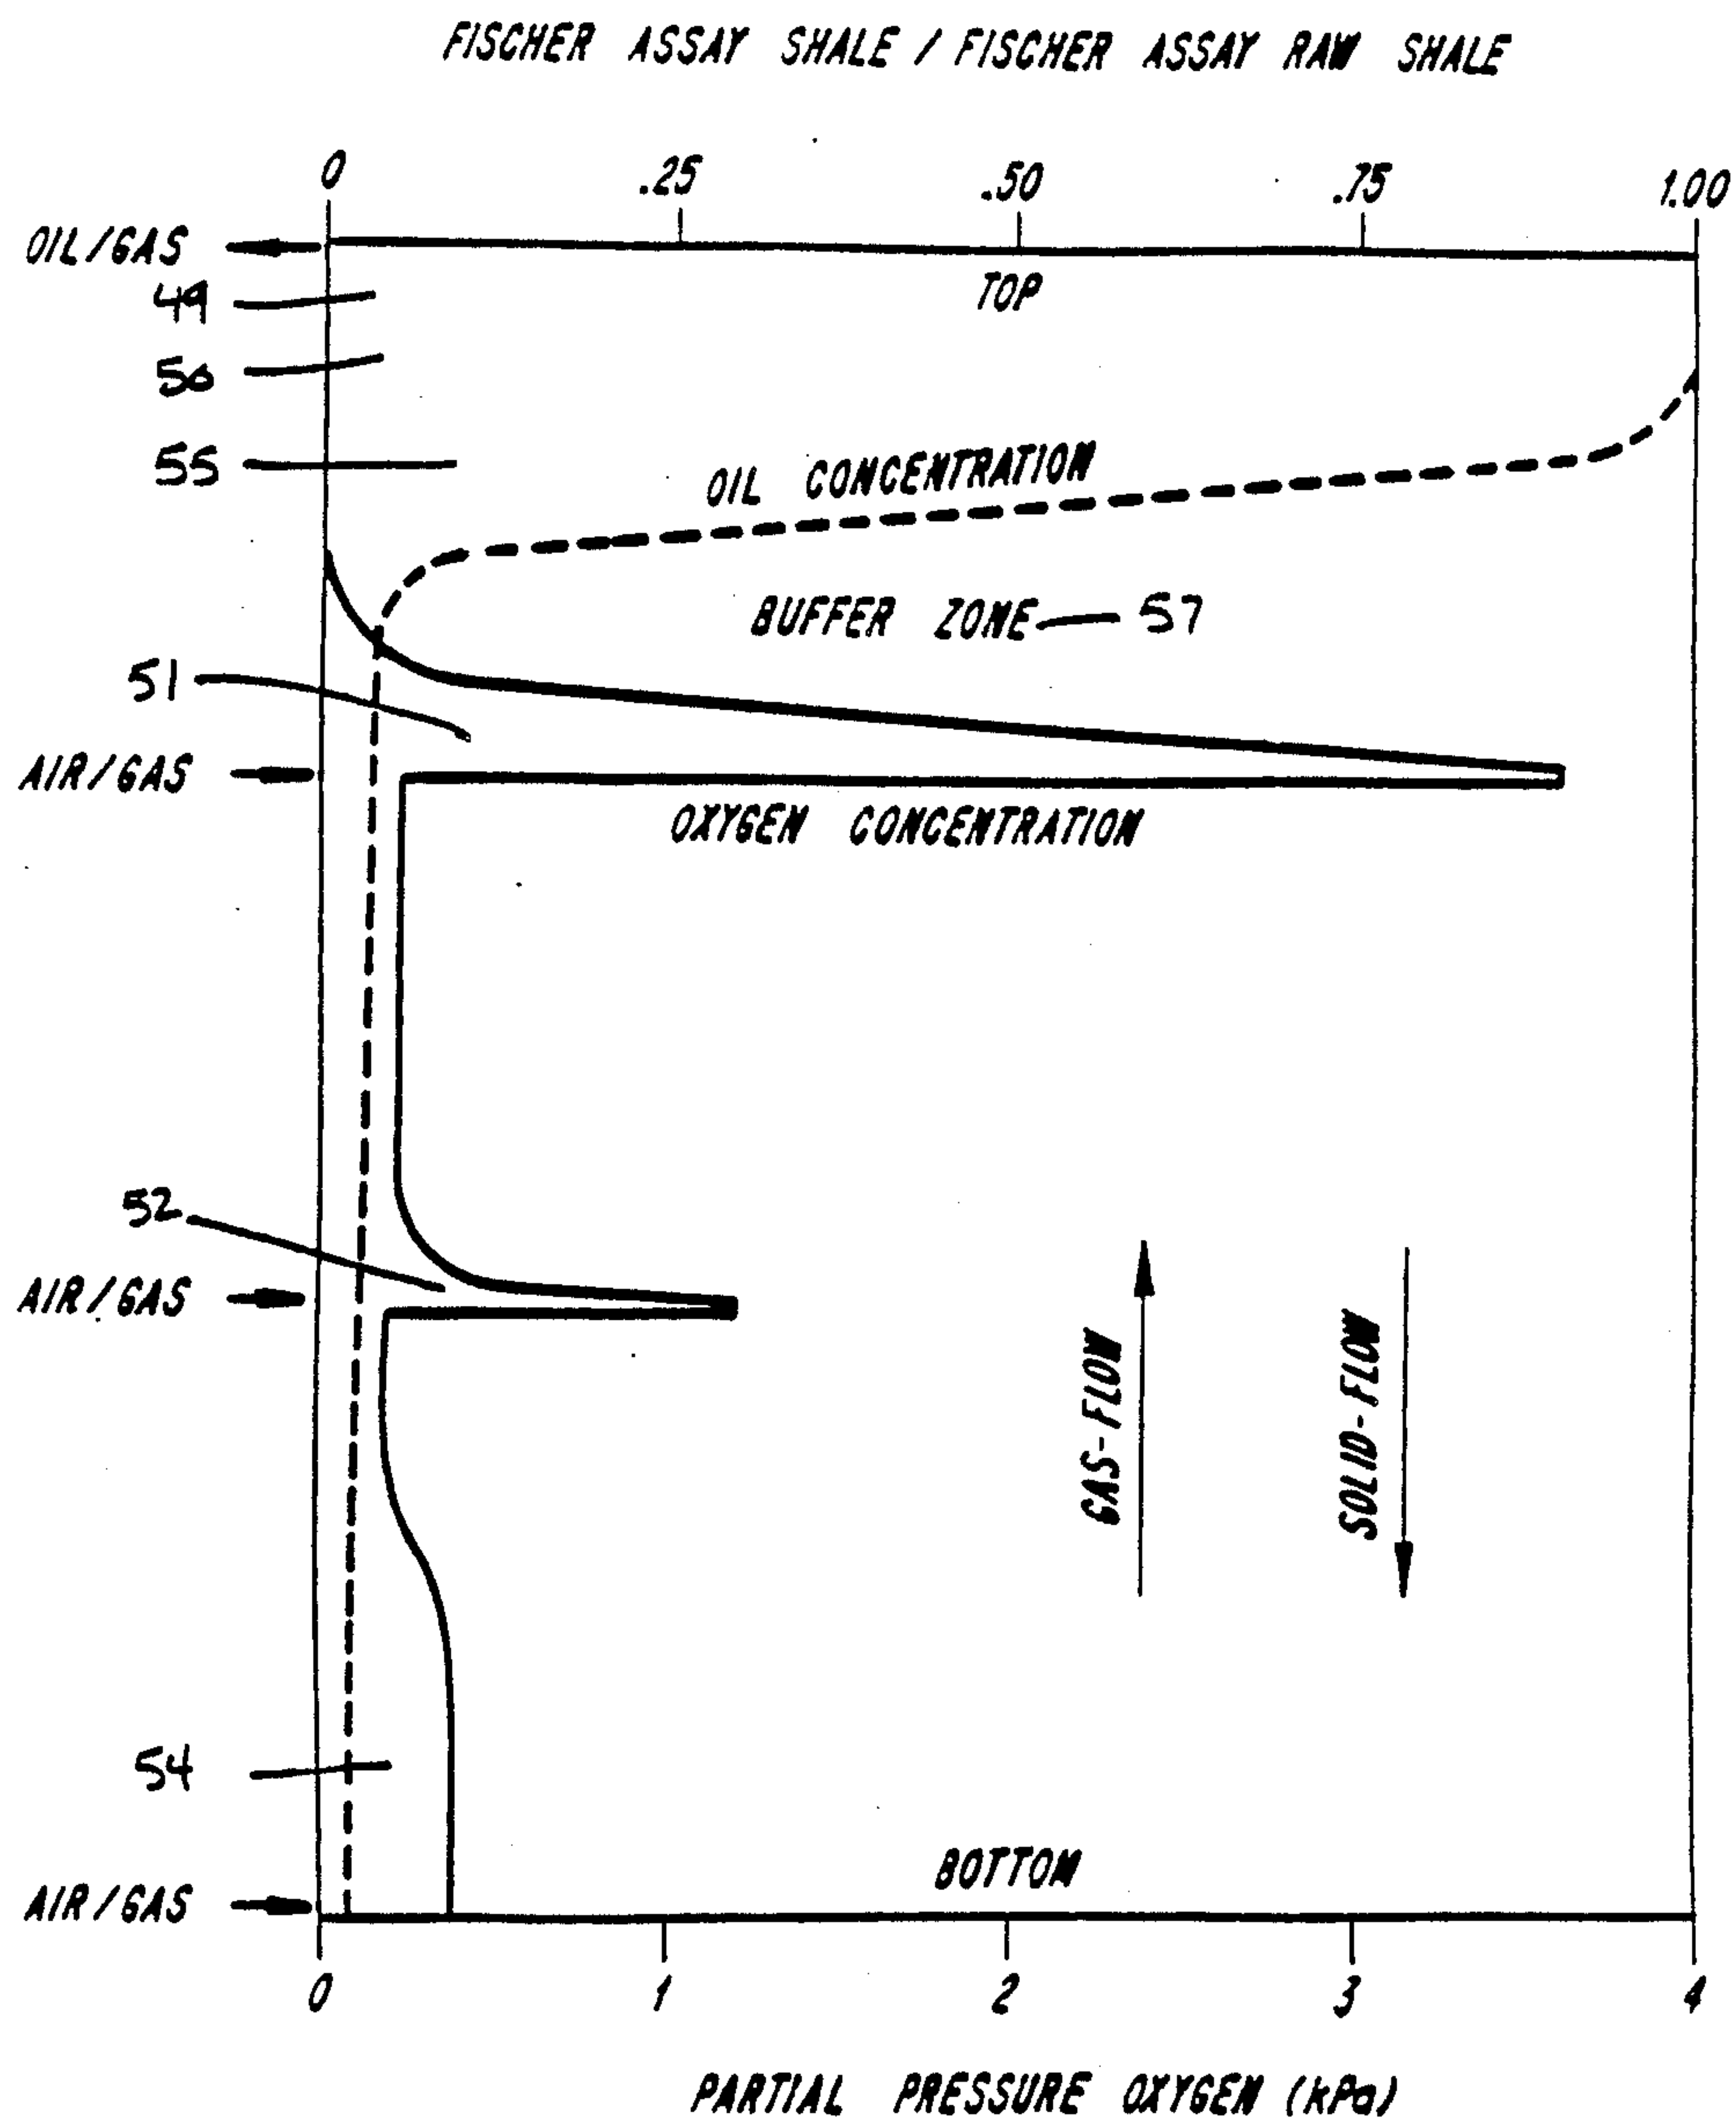 FISCHER ASSAY SHALE / FISCHER ASSAY RAW SHALE
0 .25 .50 .75 1.00
OIL/GAS
TOP
49
56
55
OIL CONCENTRATION
BUFFER ZONE 57
51
AIR/GAS
OXYGEN CONCENTRATION
52
AIR/GAS
GAS-FLOW
SOLID-FLOW
54
BOTTOM
AIR/GAS
0 1 2 3 4
PARTIAL PRESSURE OXYGEN (kPa)